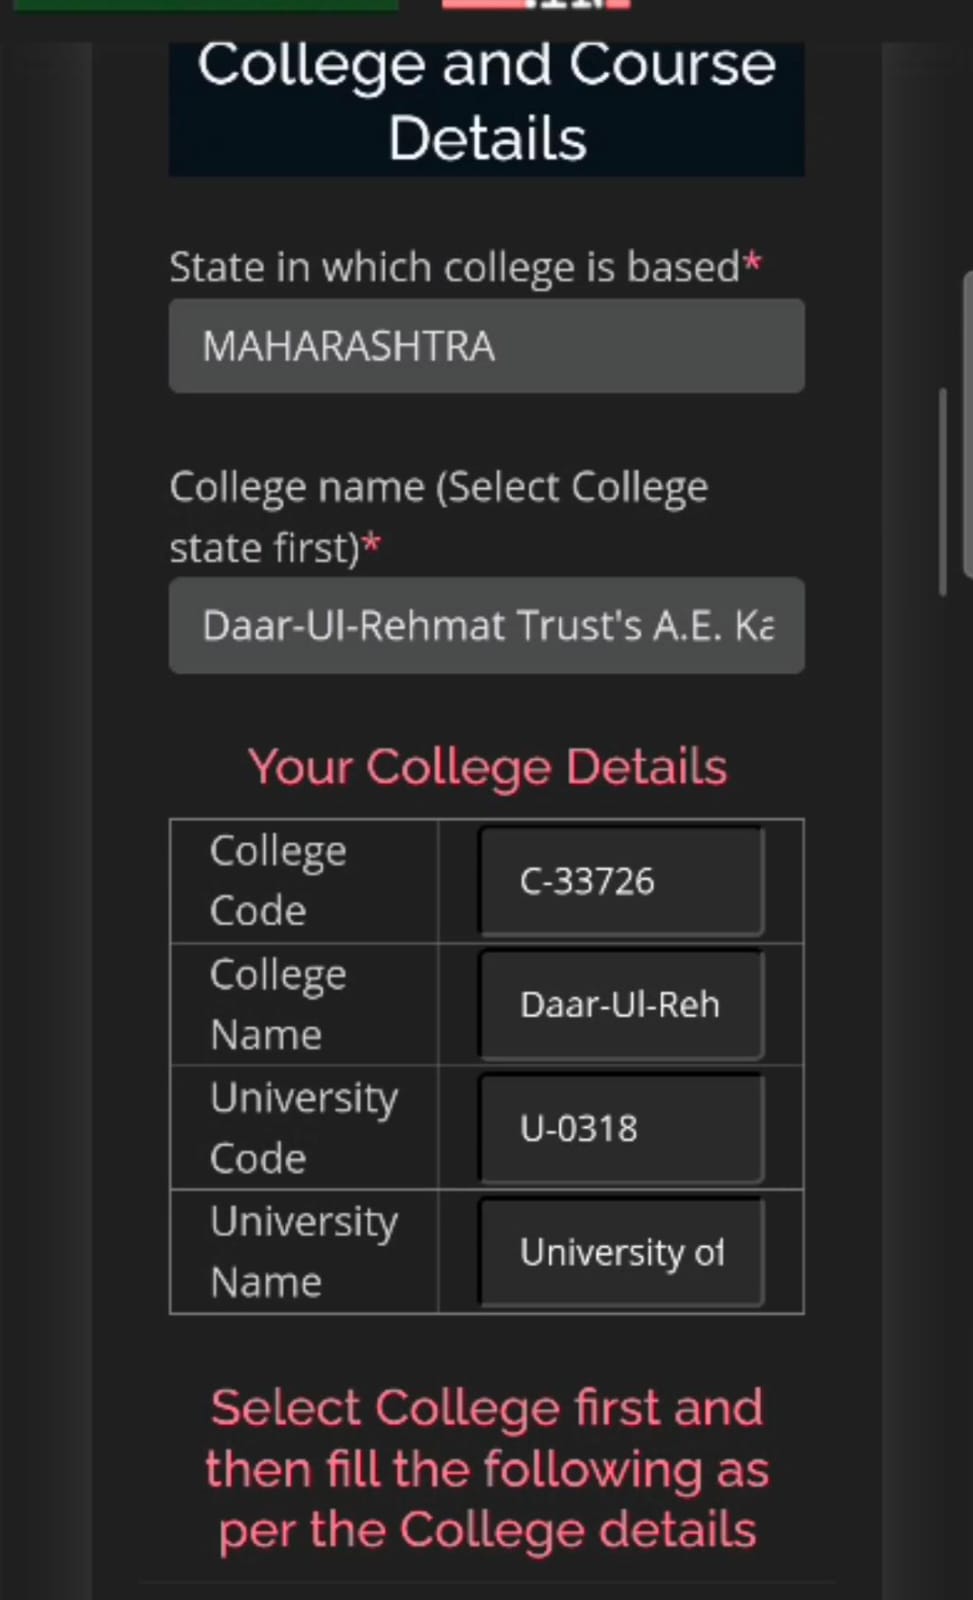 College and Course
Details
State in which college is based*
MAHARASHTRA
College name (Select College
state first)*
Daar-Ul-Rehmat Trust's A.E. Ka
Your College Details
College
Code
C-33726
College
Name
Daar-Ul-Reh
University
Code
U-0318
University
Name
University of
Select College first and
then fill the following as
per the College details